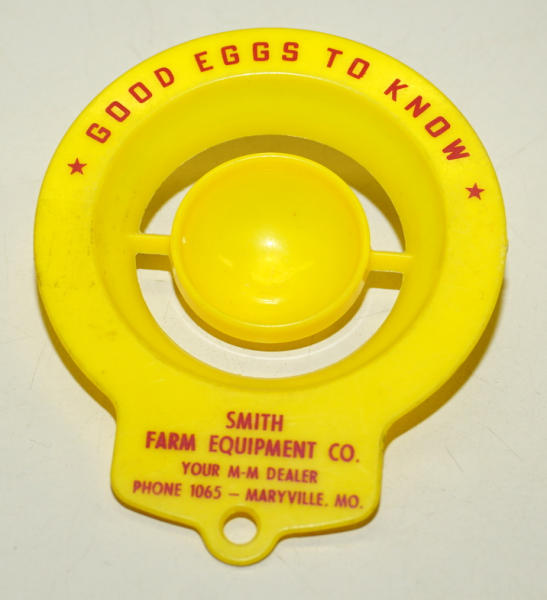 ★ GOOD EGGS TO KNOW ★
SMITH
FARM EQUIPMENT CO.
YOUR M-M DEALER
PHONE 1065 — MARYVILLE, MO.